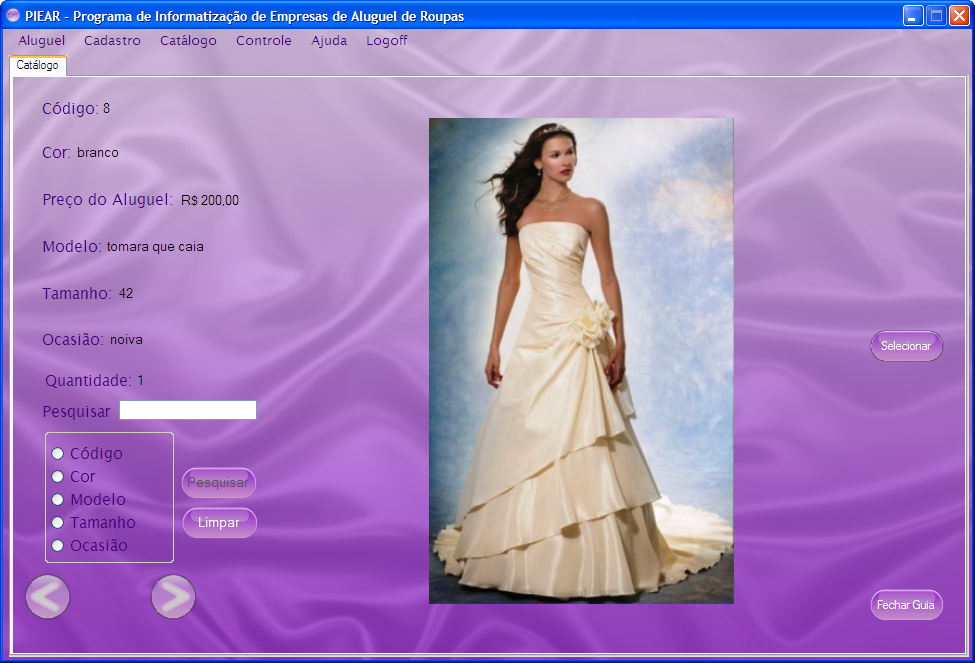 PIEAR - Programa de Informatização de Empresas de Aluguel de Roupas
Aluguel Cadastro Catálogo Controle Ajuda Logoff
Catálogo
Código: 8
Cor: branco
Preço do Aluguel: R$ 200,00
Modelo: tomara que caia
Tamanho: 42
Ocasião: noiva
Selecionar
Quantidade: 1
Pesquisar
Código
Cor
Modelo
Tamanho
Ocasião
Pesquisar
Limpar
Fechar Guia